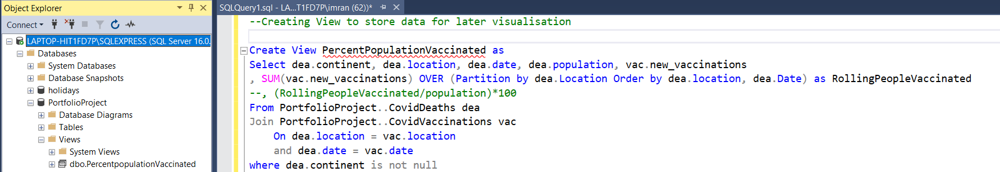 Object Explorer
Connect
LAPTOP-HIT1FD7P\SQLEXPRESS (SQL Server 16.0.
Databases
System Databases
Database Snapshots
holidays
PortfolioProject
Database Diagrams
Tables
Views
System Views
dbo.PercentpopulationVaccinated
SQLQuery1.sql - LA...T1FD7P\imran (62))*
--Creating View to store data for later visualisation
Create View PercentPopulationVaccinated as
Select dea.continent, dea.location, dea.date, dea.population, vac.new_vaccinations
, SUM(vac.new_vaccinations) OVER (Partition by dea.Location Order by dea.location, dea.Date) as RollingPeopleVaccinated
--, (RollingPeopleVaccinated/population)*100
From PortfolioProject..CovidDeaths dea
Join PortfolioProject..CovidVaccinations vac
On dea.location = vac.location
and dea.date = vac.date
where dea.continent is not null